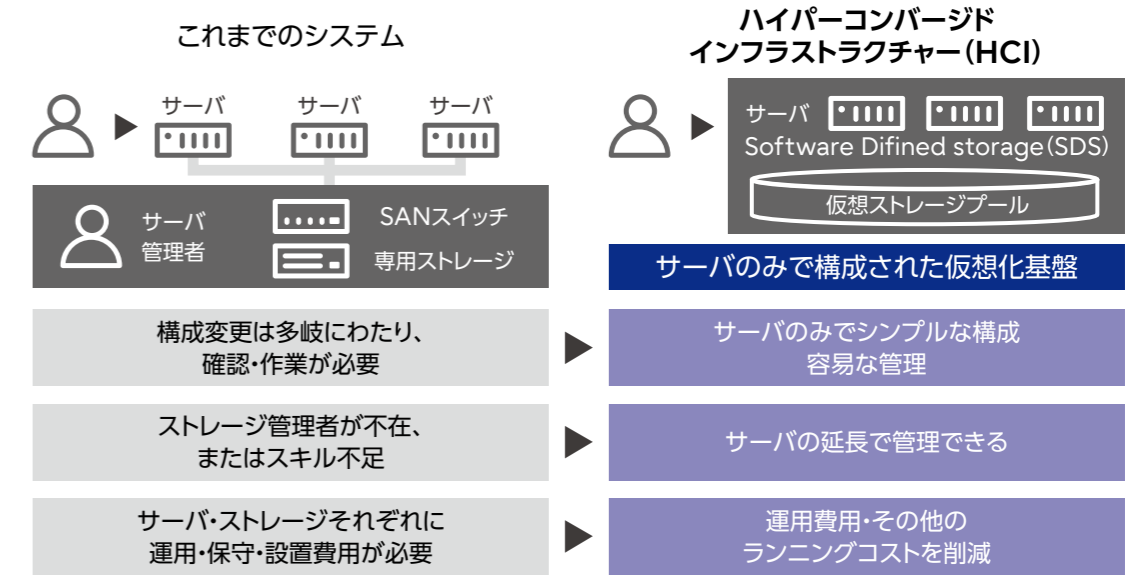 これまでのシステム
サーバ
サーバ
サーバ
サーバ
管理者
SANスイッチ
専用ストレージ
ハイパーコンバージド
インフラストラクチャー(HCI)
サーバ
Software Difined storage(SDS)
仮想ストレージプール
サーバのみで構成された仮想化基盤
構成変更は多岐にわたり、
確認・作業が必要
サーバのみでシンプルな構成
容易な管理
ストレージ管理者が不在、
またはスキル不足
サーバの延長で管理できる
サーバ・ストレージそれぞれに
運用・保守・設置費用が必要
運用費用・その他の
ランニングコストを削減